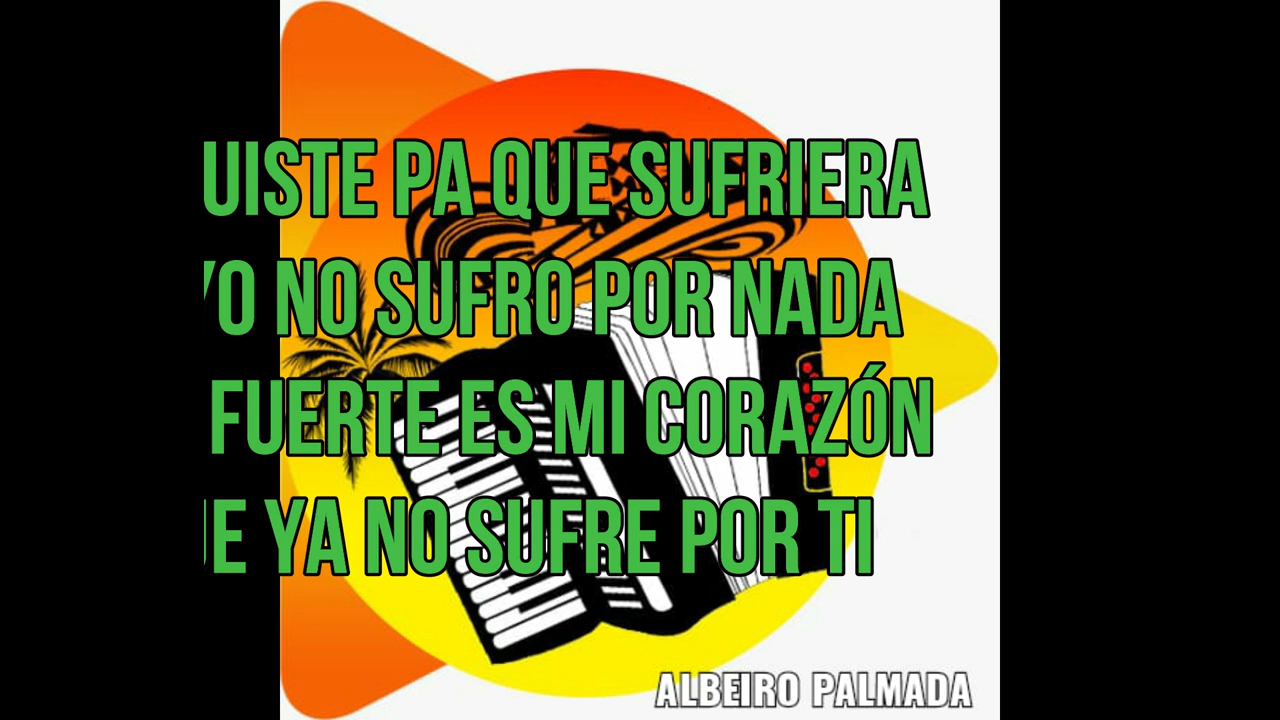 PA QUE SUFRIERA
YO NO SUFRO POR NADA
FUERTE ES MI CORAZÓN
YA NO SUFRE POR TI
ALBEIRO PALMADA